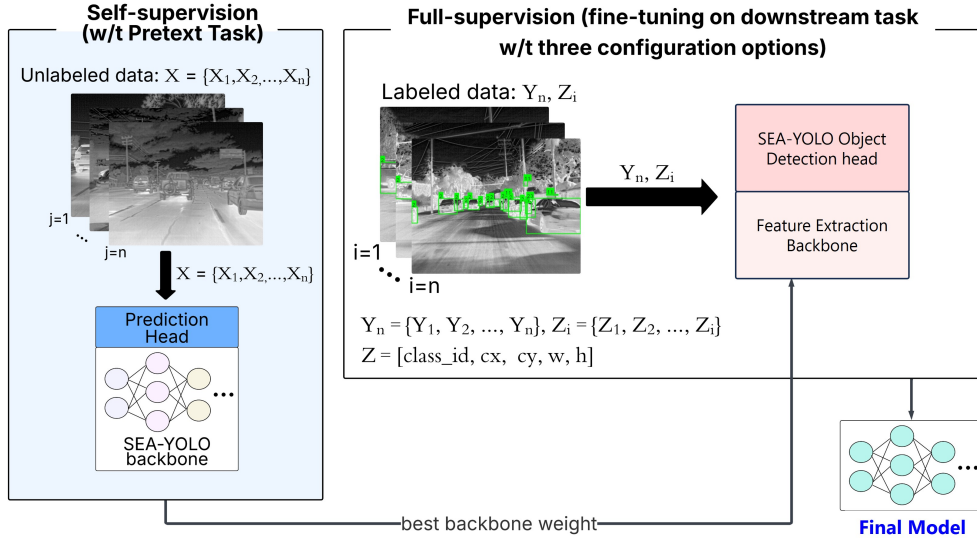 Self-supervision
(w/t Pretext Task)
Unlabeled data: X = {X₁,X₂,...,Xₙ}
j=1
j=n
X = {X₁,X₂,...,Xₙ}
Prediction
Head
SEA-YOLO
backbone
Full-supervision (fine-tuning on downstream task
w/t three configuration options)
Labeled data: Yₙ, Zᵢ
i=1
i=n
Yₙ, Zᵢ
SEA-YOLO Object
Detection head
Feature Extraction
Backbone
Yₙ = {Y₁, Y₂, ..., Yₙ}, Zᵢ = {Z₁, Z₂, ..., Zᵢ}
Z = [class_id, cx, cy, w, h]
best backbone weight
Final Model